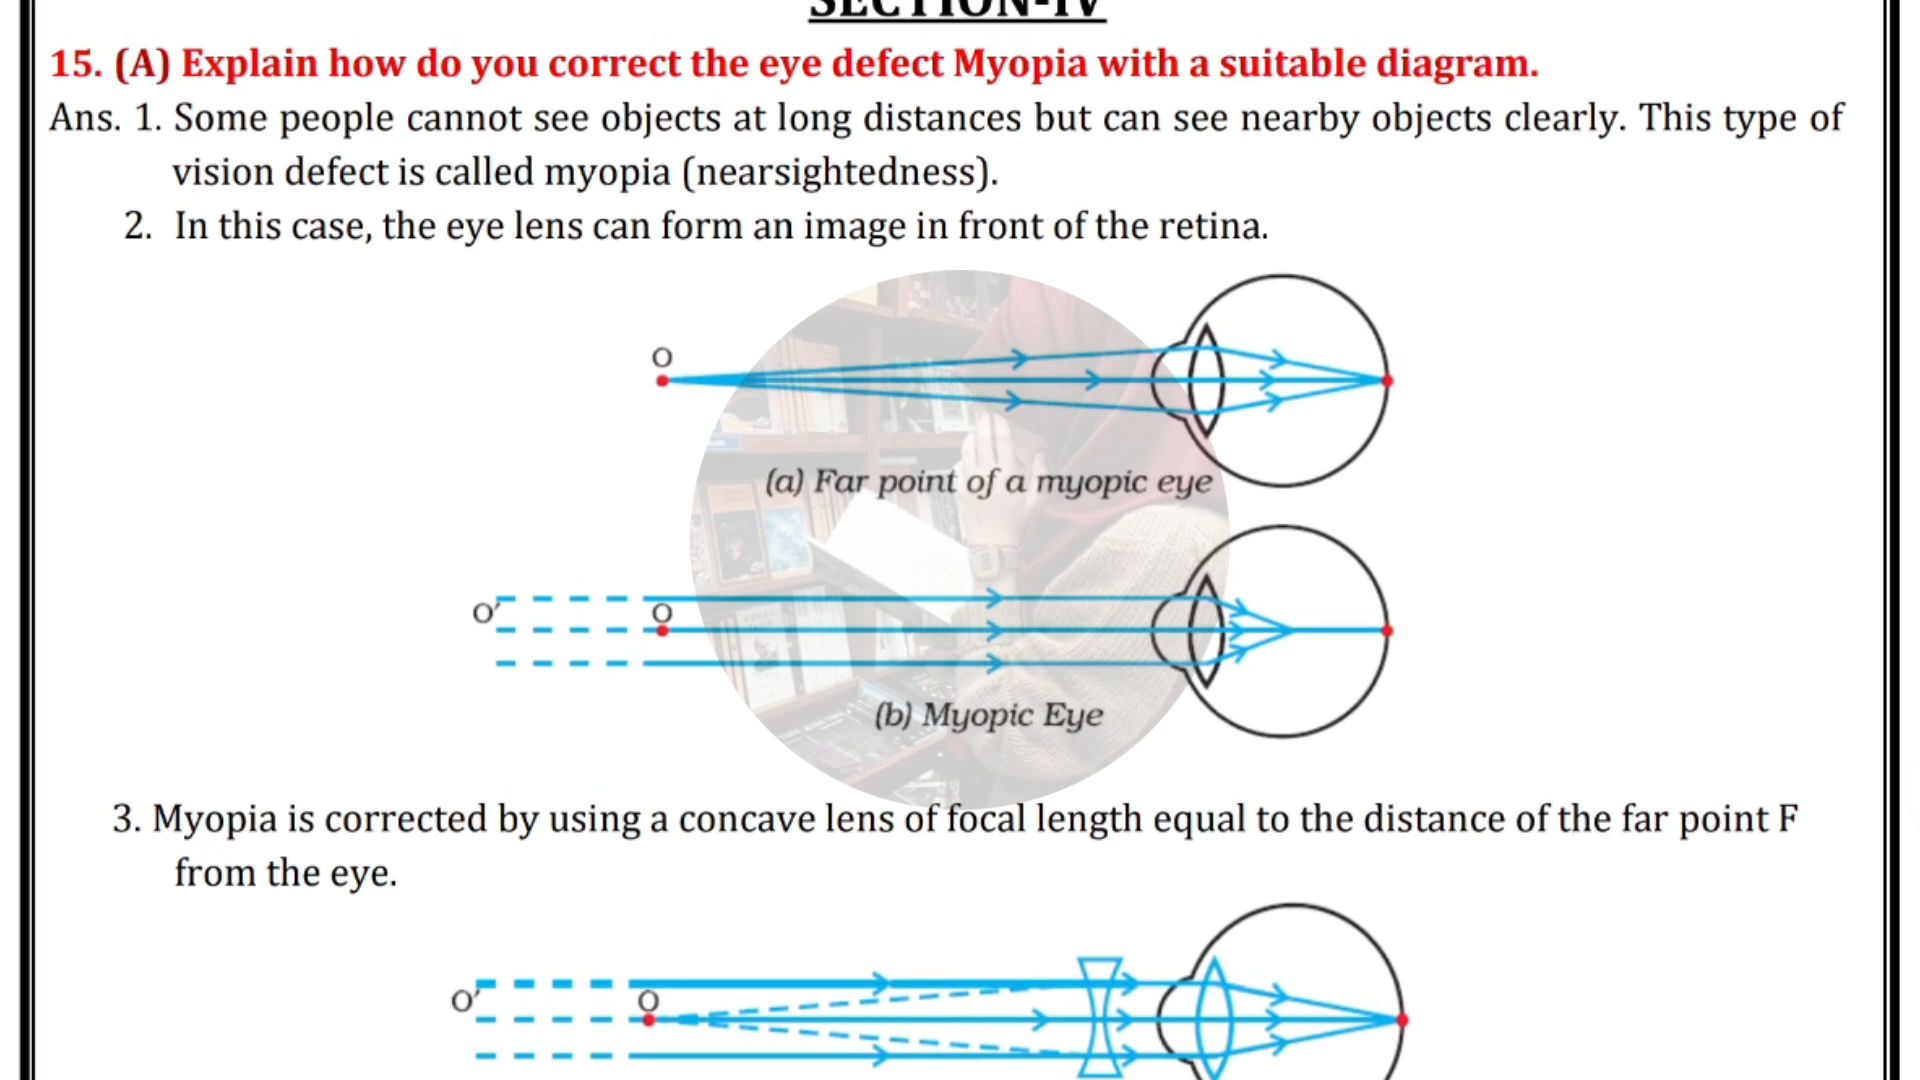 SECTION-IV
15. (A) Explain how do you correct the eye defect Myopia with a suitable diagram.
Ans. 1. Some people cannot see objects at long distances but can see nearby objects clearly. This type of
vision defect is called myopia (nearsightedness).
2. In this case, the eye lens can form an image in front of the retina.
O
(a) Far point of a myopic eye
O′ O
(b) Myopic Eye
3. Myopia is corrected by using a concave lens of focal length equal to the distance of the far point F
from the eye.
O′ O